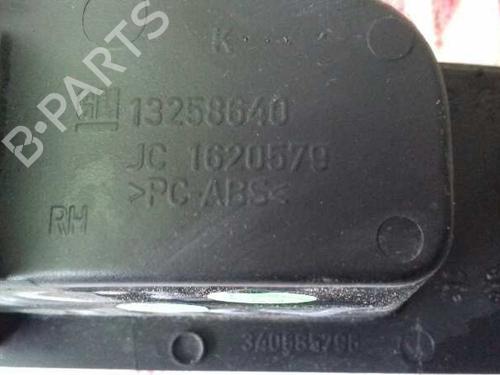 K
B-PARTS
GM 13258640
JC 1620579
>PC-ABS<
RH